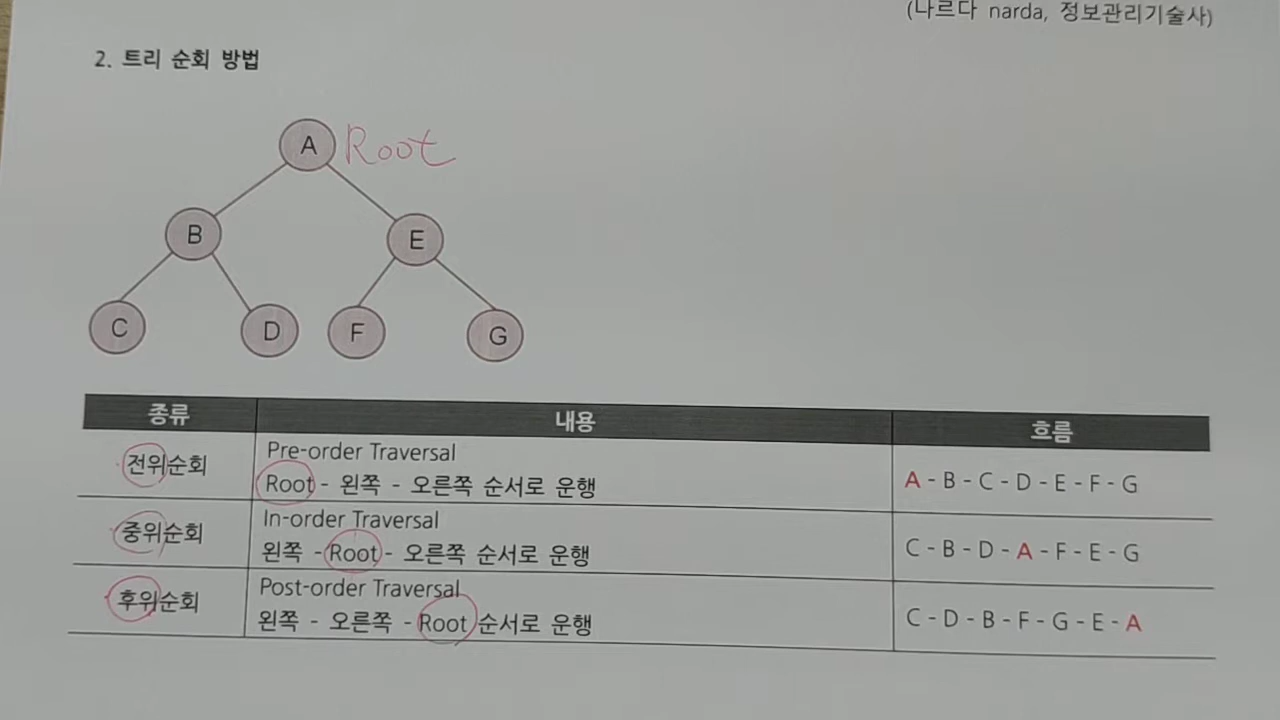 (나르다 narda, 정보관리기술사)
2. 트리 순회 방법
A Root
B E
C D F G
종류 내용 흐름
전위순회
Pre-order Traversal
Root - 왼쪽 - 오른쪽 순서로 운행
A - B - C - D - E - F - G
중위순회
In-order Traversal
왼쪽 - Root - 오른쪽 순서로 운행
C - B - D - A - F - E - G
후위순회
Post-order Traversal
왼쪽 - 오른쪽 - Root 순서로 운행
C - D - B - F - G - E - A